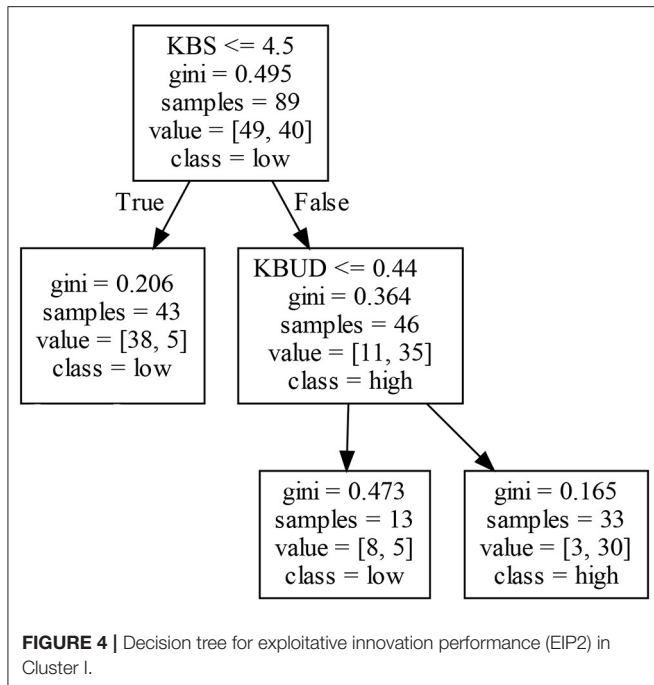 KBS <= 4.5
gini = 0.495
samples = 89
value = [49, 40]
class = low
True
False
gini = 0.206
samples = 43
value = [38, 5]
class = low
KBUD <= 0.44
gini = 0.364
samples = 46
value = [11, 35]
class = high
gini = 0.473
samples = 13
value = [8, 5]
class = low
gini = 0.165
samples = 33
value = [3, 30]
class = high
FIGURE 4 | Decision tree for exploitative innovation performance (EIP2) in
Cluster I.